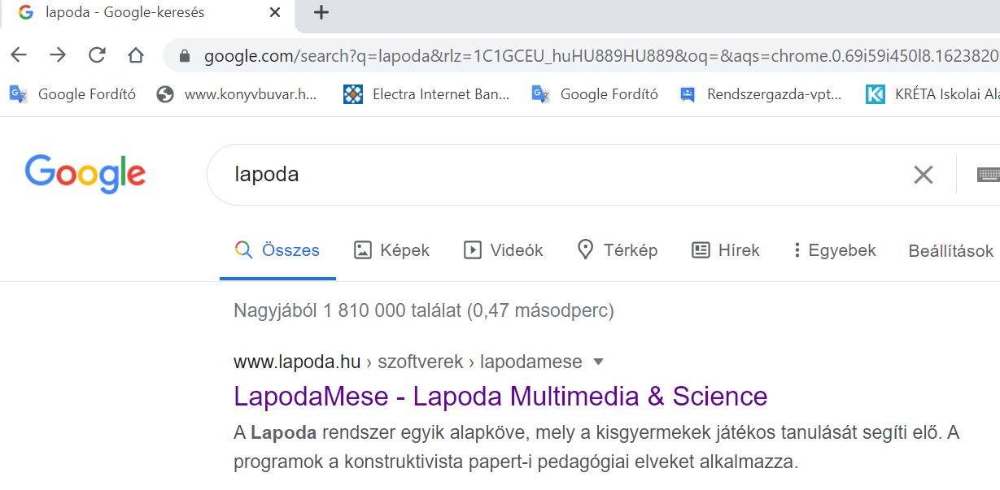 lapoda - Google-keresés
google.com/search?q=lapoda&rlz=1C1GCEU_huHU889HU889&oq=&aqs=chrome.0.69i59i450l8.1623820
Google Fordító www.konyvbuvar.h... Electra Internet Ban... Google Fordító Rendszergazda-vpt... KRÉTA Iskolai Ala
Google lapoda
Összes Képek Videók Térkép Hírek Egyebek Beállítások
Nagyjából 1 810 000 találat (0,47 másodperc)
www.lapoda.hu › szoftverek › lapodamese
LapodaMese - Lapoda Multimedia & Science
A Lapoda rendszer egyik alapköve, mely a kisgyermekek játékos tanulását segíti elő. A
programok a konstruktivista papert-i pedagógiai elveket alkalmazza.